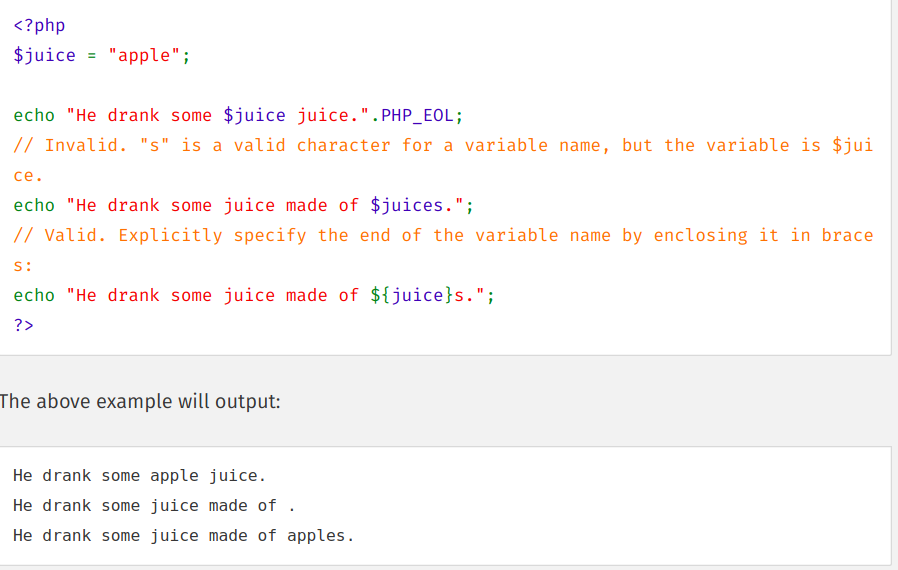 <?php
$juice = "apple";
echo "He drank some $juice juice.".PHP_EOL;
// Invalid. "s" is a valid character for a variable name, but the variable is $jui
ce.
echo "He drank some juice made of $juices.";
// Valid. Explicitly specify the end of the variable name by enclosing it in brace
s:
echo "He drank some juice made of ${juice}s.";
?>
The above example will output:
He drank some apple juice.
He drank some juice made of .
He drank some juice made of apples.